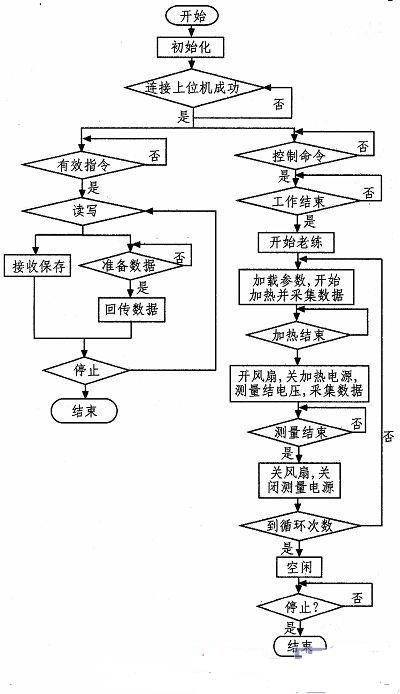 开始
初始化
连接上位机成功
否
是
有效指令
否
是
读写
接收保存
准备数据
否
是
回传数据
停止
结束
控制命令
否
是
工作结束
否
是
开始老练
加载参数,开始
加热并采集数据
加热结束
开风扇,关加热电源,
测量结电压,采集数据
测量结束
否
是
关风扇,关
闭测量电源
到循环次数
否
是
空闲
停止?
否
是
结束